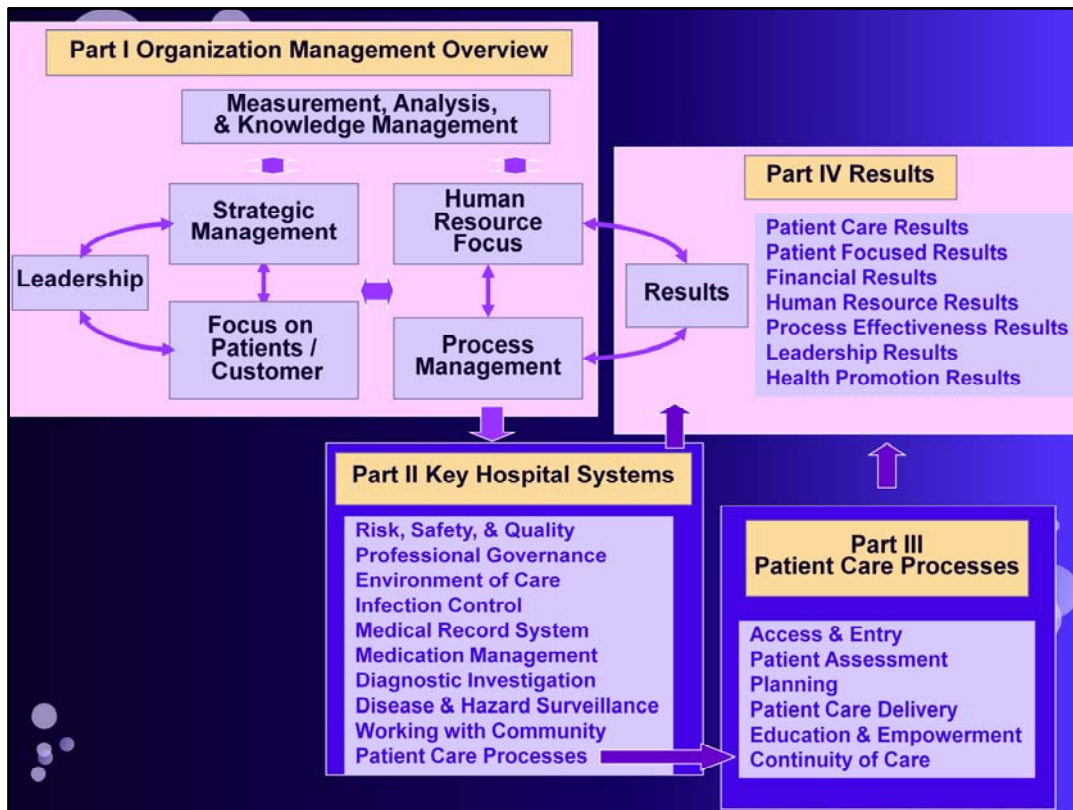 Part I Organization Management Overview
Measurement, Analysis,
& Knowledge Management
Strategic
Management
Human
Resource
Focus
Leadership
Focus on
Patients /
Customer
Process
Management
Part IV Results
Results
Patient Care Results
Patient Focused Results
Financial Results
Human Resource Results
Process Effectiveness Results
Leadership Results
Health Promotion Results
Part II Key Hospital Systems
Risk, Safety, & Quality
Professional Governance
Environment of Care
Infection Control
Medical Record System
Medication Management
Diagnostic Investigation
Disease & Hazard Surveillance
Working with Community
Patient Care Processes
Part III
Patient Care Processes
Access & Entry
Patient Assessment
Planning
Patient Care Delivery
Education & Empowerment
Continuity of Care